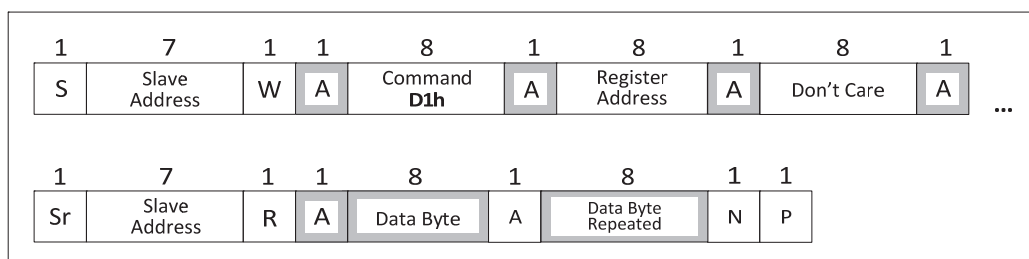 1 7 1 1 8 1 8 1 8 1
S Slave Address W A Command D1h A Register Address A Don't Care A ...
1 7 1 1 8 1 8 1 1
Sr Slave Address R A Data Byte A Data Byte Repeated N P